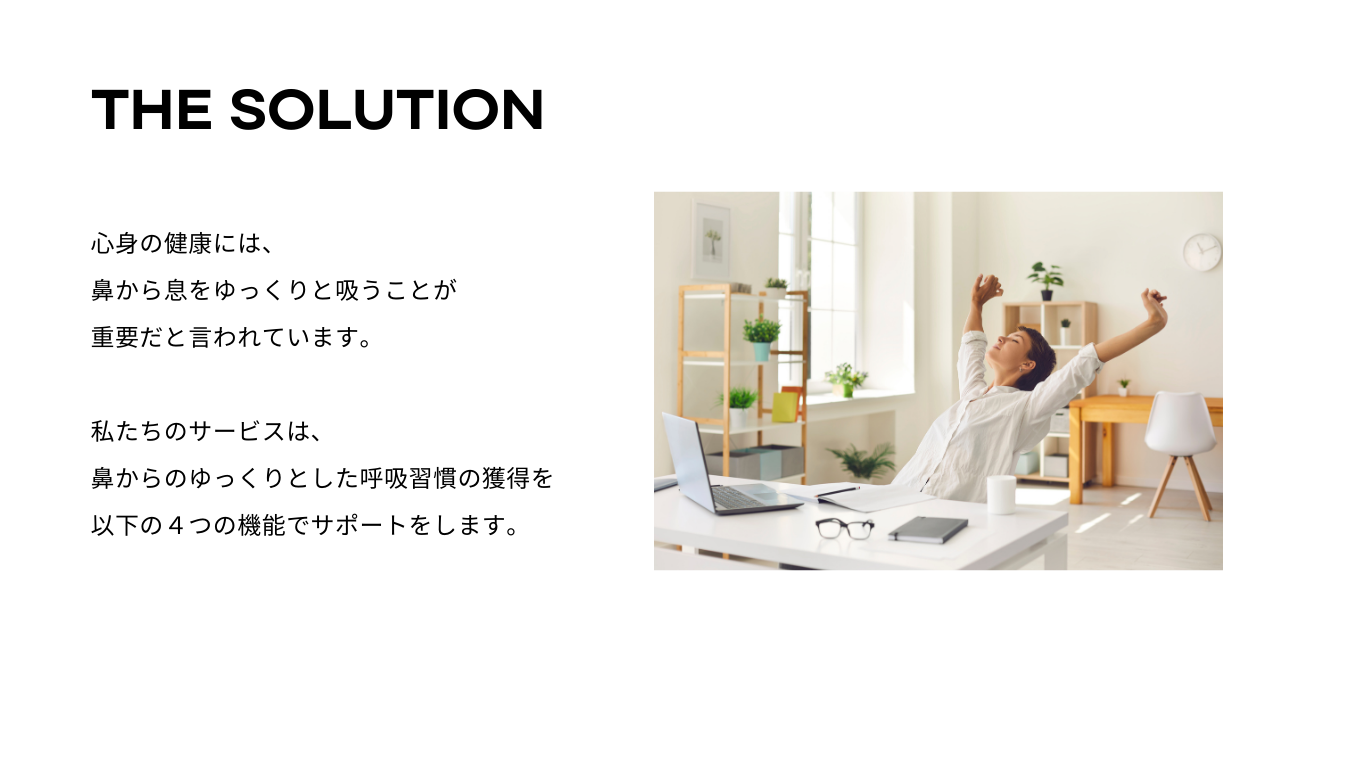 THE SOLUTION
心身の健康には、
鼻から息をゆっくりと吸うことが
重要だと言われています。
私たちのサービスは、
鼻からのゆっくりとした呼吸習慣の獲得を
以下の４つの機能でサポートをします。